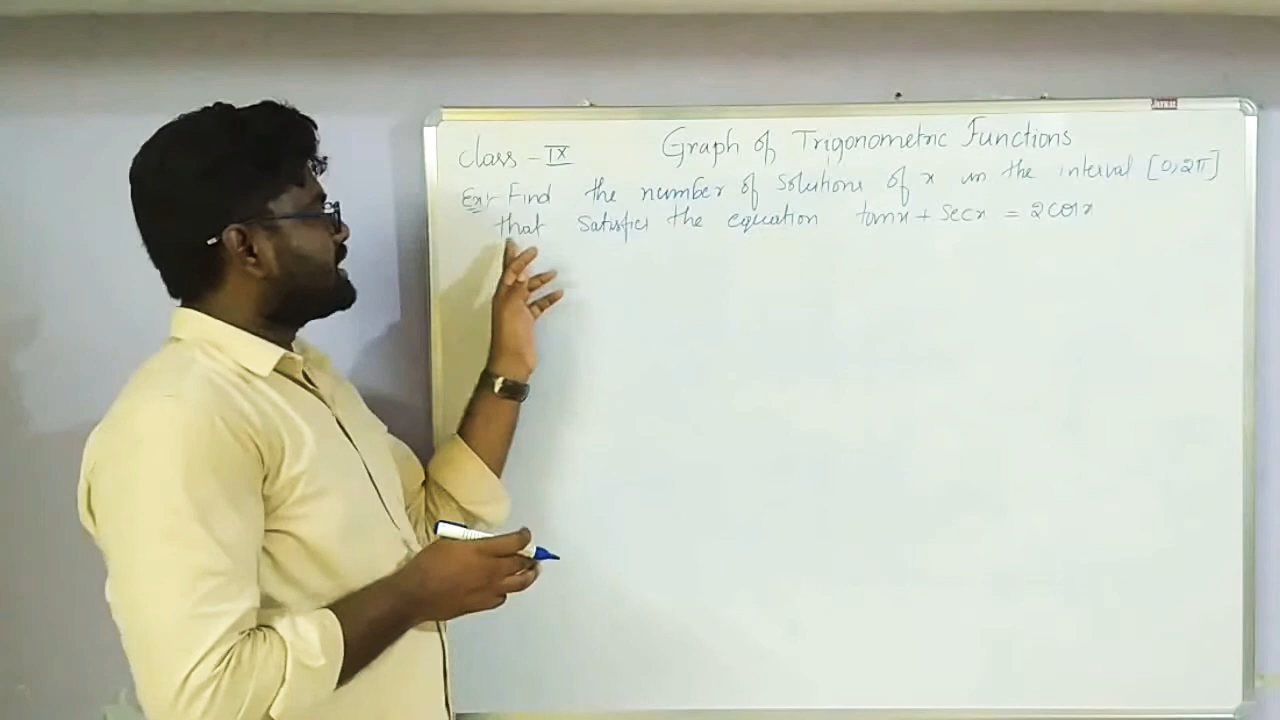 Class - IX
Graph of Trigonometric Functions
Ex:- Find the number of solutions of x in the interval [0,2π]
that satisfies the equation tanx + secx = 2cosx